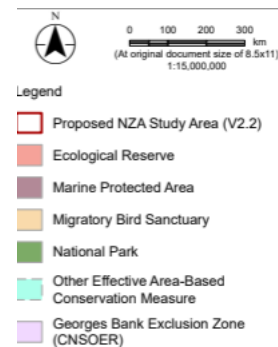 N
0 100 200 300
km
(At original document size of 8.5x11)
1:15,000,000
Legend
Proposed NZA Study Area (V2.2)
Ecological Reserve
Marine Protected Area
Migratory Bird Sanctuary
National Park
Other Effective Area-Based
Conservation Measure
Georges Bank Exclusion Zone
(CNSOER)